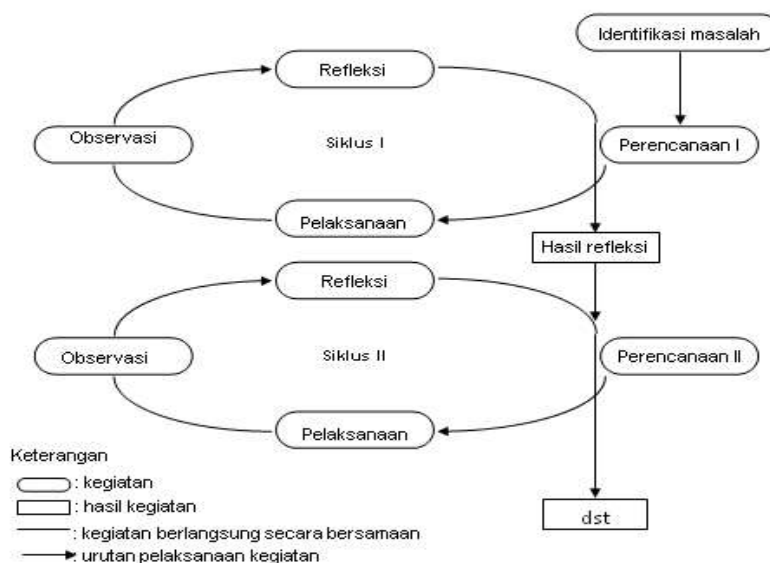 Identifikasi masalah
Refleksi
Observasi
Siklus I
Perencanaan I
Pelaksanaan
Hasil refleksi
Refleksi
Observasi
Siklus II
Perencanaan II
Pelaksanaan
Keterangan
: kegiatan
: hasil kegiatan
: kegiatan berlangsung secara bersamaan
: urutan pelaksanaan kegiatan
dst